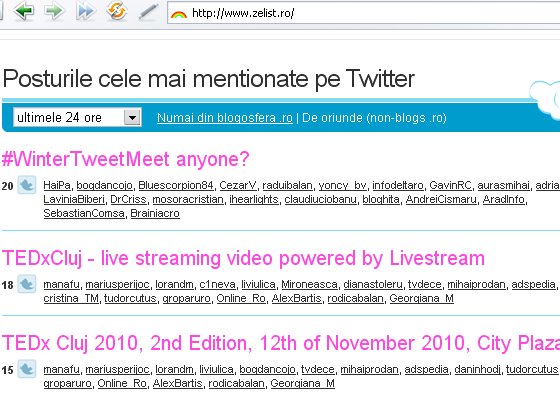 http://www.zelist.ro/
Posturile cele mai mentionate pe Twitter
ultimele 24 ore Numai din blogosfera .ro | De oriunde (non-blogs .ro)
#WinterTweetMeet anyone?
20 HaiPa, bogdancojo, Bluescorpion84, CezarV, raduibalan, yoncy_by, infodeltaro, GavinRC, aurasmihai, adria
LaviniaBiberi, DrCriss, mosoracristian, ihearlights, claudiuciobanu, bloghita, AndreiCismaru, AradInfo,
SebastianComsa, Brainiacro
TEDxCluj - live streaming video powered by Livestream
18 manafu, mariusperijoc, lorandm, c1neva, liviulica, Mironeasca, dianastoleru, tvdece, mihaiprodan, adspedia,
cristina_TM, tudorcutus, groparuro, Online_Ro, AlexBartis, rodicabalan, Georgiana_M
TEDx Cluj 2010, 2nd Edition, 12th of November 2010, City Plaza
15 manafu, mariusperijoc, lorandm, liviulica, bogdancojo, tvdece, mihaiprodan, adspedia, daninhodj, tudorcutus
groparuro, Online_Ro, AlexBartis, rodicabalan, Georgiana_M